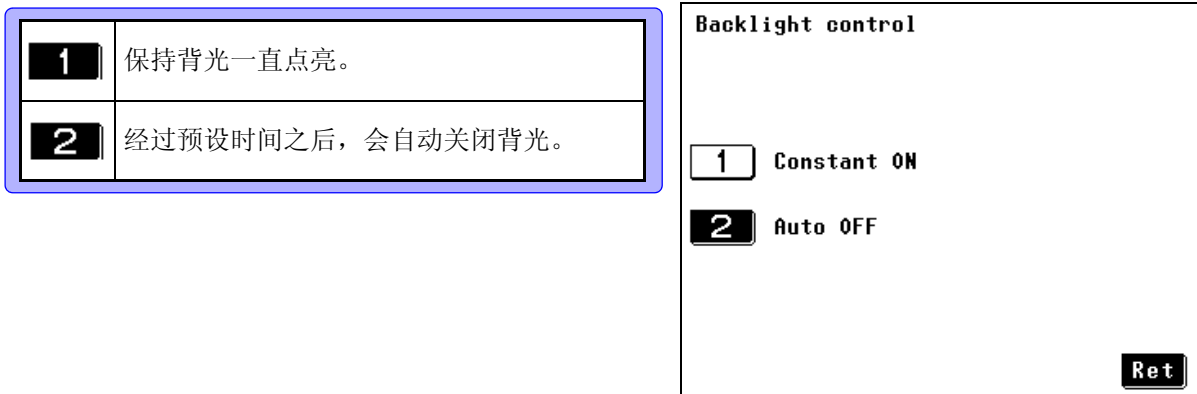 1 保持背光一直点亮。
2 经过预设时间之后，会自动关闭背光。
Backlight control
1 Constant ON
2 Auto OFF
Ret